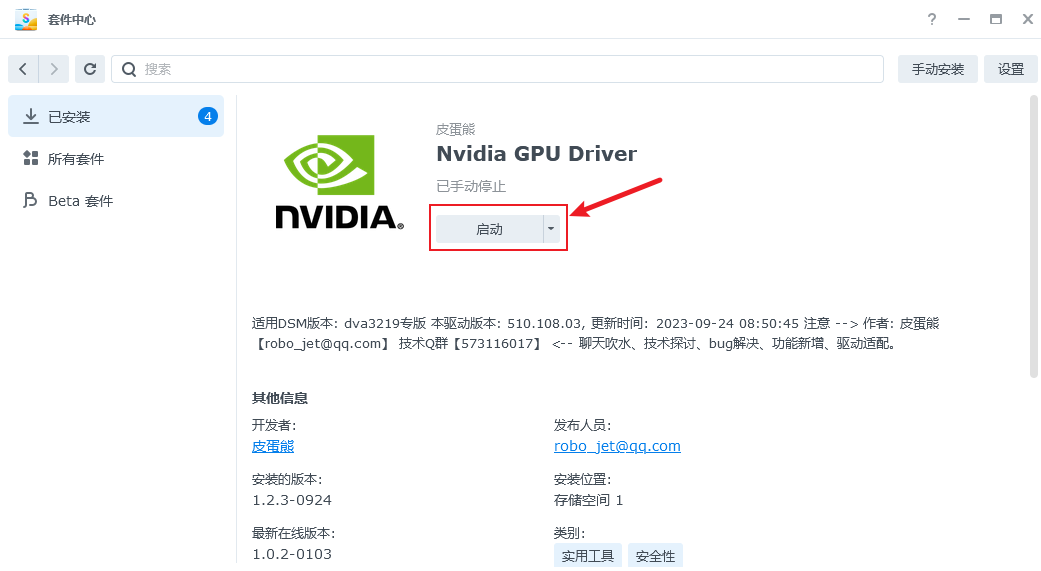 套件中心
搜索
手动安装
设置
已安装
4
所有套件
Beta 套件
皮蛋熊
Nvidia GPU Driver
已手动停止
启动
NVIDIA.
适用DSM版本: dva3219专版 本驱动版本: 510.108.03, 更新时间: 2023-09-24 08:50:45 注意 --> 作者: 皮蛋熊
【robo_jet@qq.com】 技术Q群【573116017】 <-- 聊天吹水、技术探讨、bug解决、功能新增、驱动适配。
其他信息
开发者:
皮蛋熊
发布人员:
robo_jet@qq.com
安装的版本:
1.2.3-0924
安装位置:
存储空间 1
最新在线版本:
1.0.2-0103
类别:
实用工具
安全性